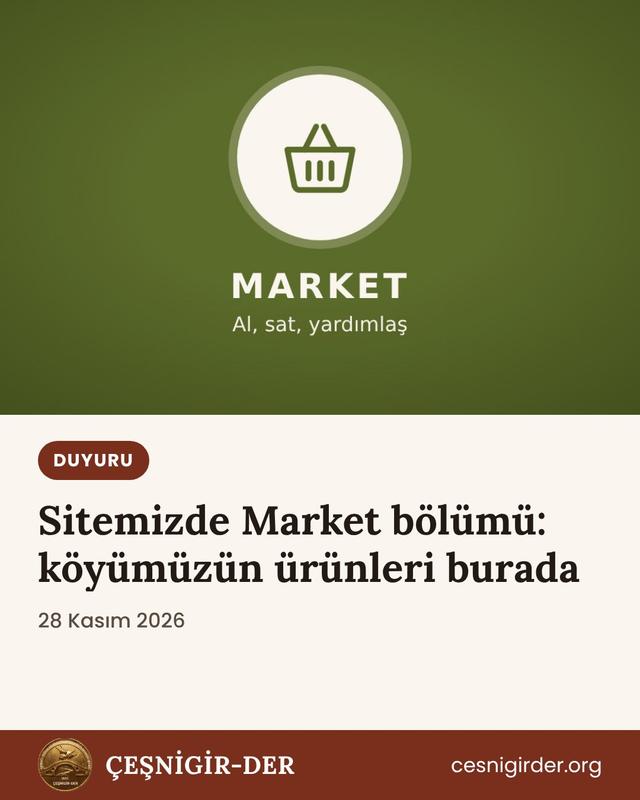 MARKET
Al, sat, yardımlaş
DUYURU
Sitemizde Market bölümü:
köyümüzün ürünleri burada
28 Kasım 2026
ÇEŞNİGİR-DER
cesnigirder.org